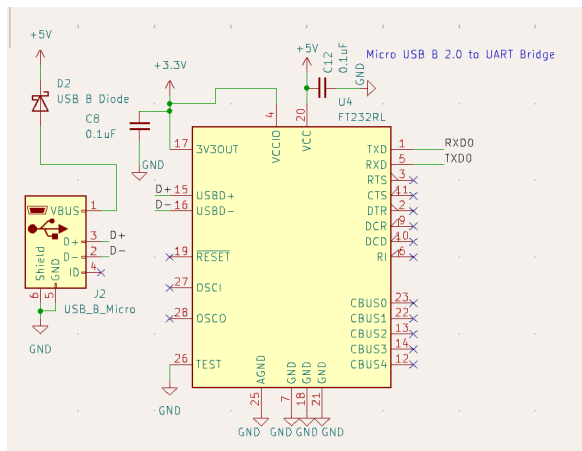 +5V
+5V
Micro USB B 2.0 to UART Bridge
C12
0.1uF
GND
+3.3V
D2
USB B Diode
C8
0.1uF
GND
U4
FT232RL
4
20
VCCIO
VCC
17
3V3OUT
TXD
1
RXD0
RXD
5
TXD0
RTS
3
D+
15
USBD+
CTS
11
D-
16
USBD-
DTR
2
DCR
9
DCD
10
19
RESET
RI
6
VBUS
1
D+
3
D+
D-
2
D-
ID
4
Shield
GND
6
5
J2
USB_B_Micro
GND
27
OSCI
28
OSCO
CBUS0
23
CBUS1
22
CBUS2
13
CBUS3
14
CBUS4
12
26
TEST
GND
AGND
GND
GND
GND
25
7
18
21
GND
GND
GND
GND